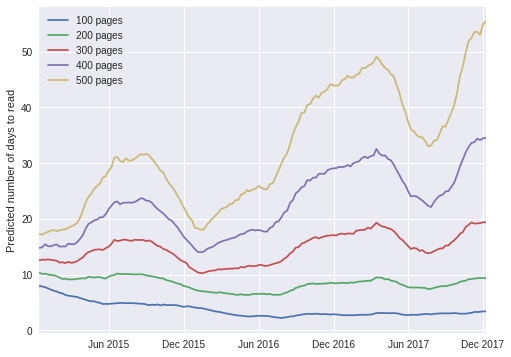 100 pages
200 pages
300 pages
400 pages
500 pages
Predicted number of days to read
50
40
30
20
10
0
Jun 2015
Dec 2015
Jun 2016
Dec 2016
Jun 2017
Dec 2017